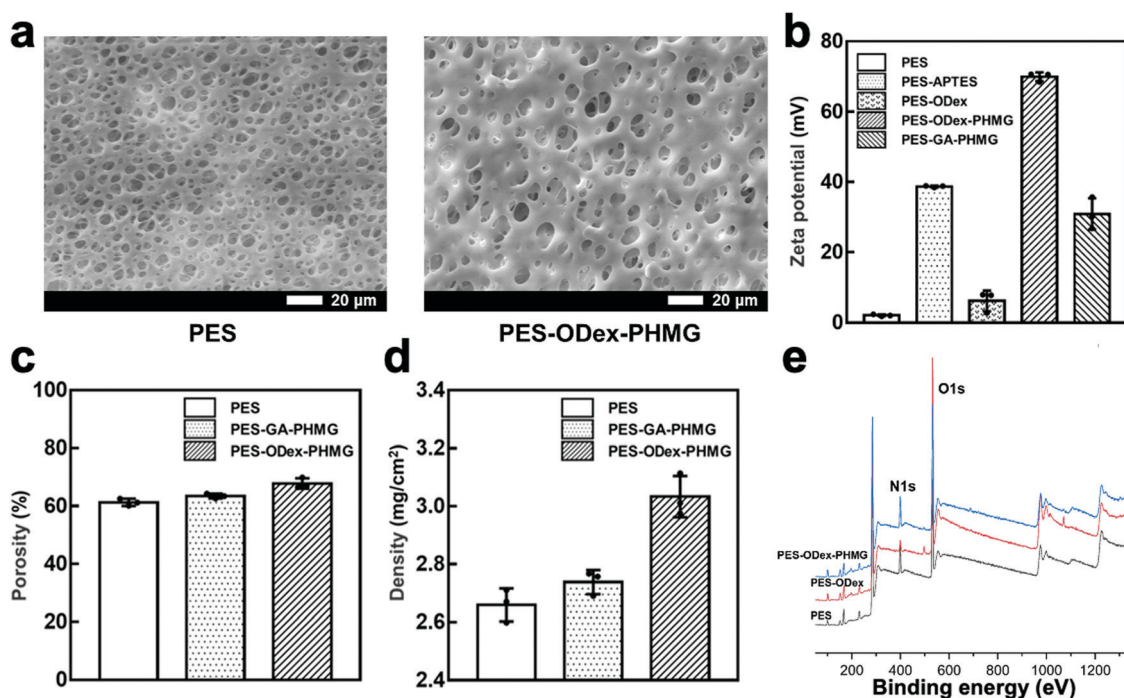 a
20 µm
PES
20 µm
PES-ODex-PHMG
b
80
60
40
20
0
Zeta potential (mV)
PES
PES-APTES
PES-ODex
PES-ODex-PHMG
PES-GA-PHMG
c
100
80
60
40
20
0
Porosity (%)
PES
PES-GA-PHMG
PES-ODex-PHMG
d
3.4
3.2
3.0
2.8
2.6
2.4
Density (mg/cm²)
PES
PES-GA-PHMG
PES-ODex-PHMG
e
O1s
N1s
PES-ODex-PHMG
PES-ODex
PES
200 400 600 800 1000 1200
Binding energy (eV)